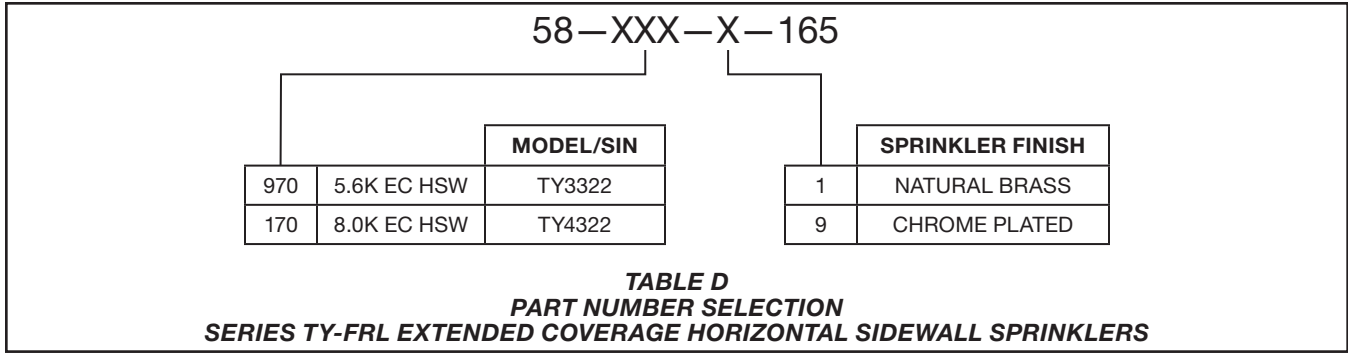 58—XXX—X—165
MODEL/SIN
970 5.6K EC HSW TY3322
170 8.0K EC HSW TY4322
SPRINKLER FINISH
1 NATURAL BRASS
9 CHROME PLATED
TABLE D
PART NUMBER SELECTION
SERIES TY-FRL EXTENDED COVERAGE HORIZONTAL SIDEWALL SPRINKLERS